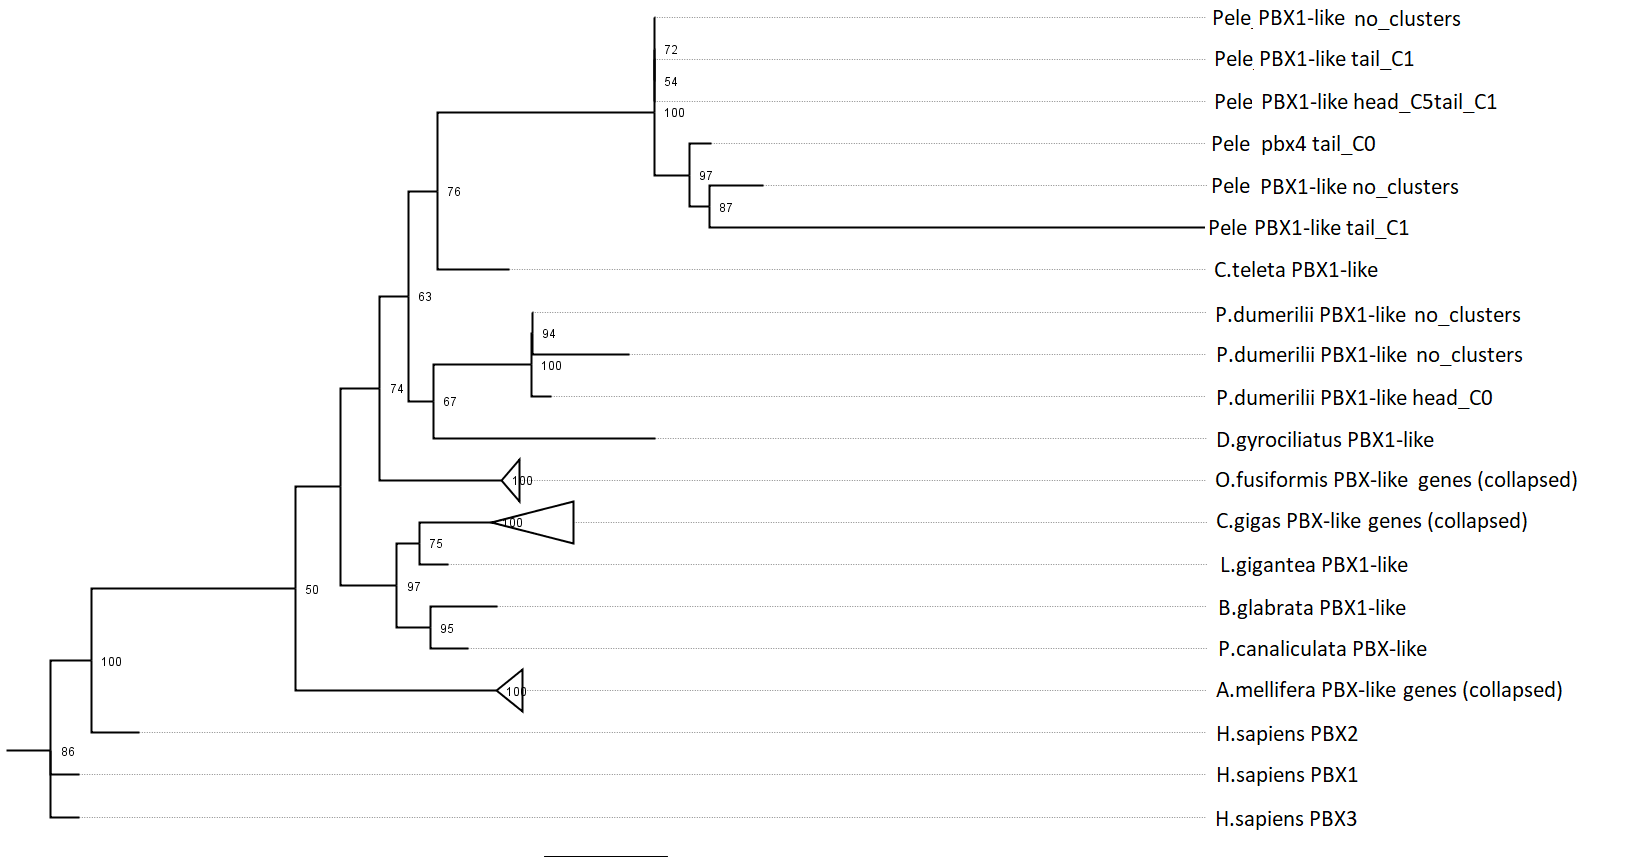 Pele PBX1-like no_clusters
72
Pele PBX1-like tail_C1
54
Pele PBX1-like head_C5tail_C1
100
Pele pbx4 tail_C0
97
Pele PBX1-like no_clusters
76
87
Pele PBX1-like tail_C1
C.teleta PBX1-like
63
P.dumerilii PBX1-like no_clusters
94
P.dumerilii PBX1-like no_clusters
100
74
P.dumerilii PBX1-like head_C0
67
D.gyrociliatus PBX1-like
100
O.fusiformis PBX-like genes (collapsed)
100
C.gigas PBX-like genes (collapsed)
75
L.gigantea PBX1-like
97
50
B.glabrata PBX1-like
95
P.canaliculata PBX-like
100
100
A.mellifera PBX-like genes (collapsed)
H.sapiens PBX2
86
H.sapiens PBX1
H.sapiens PBX3